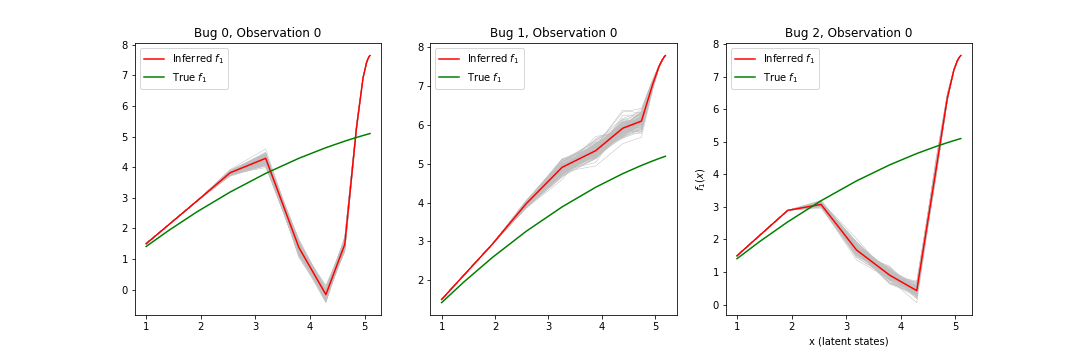 Bug 0, Observation 0
Inferred f₁
True f₁
8
7
6
5
4
3
2
1
0
1 2 3 4 5
Bug 1, Observation 0
Inferred f₁
True f₁
8
7
6
5
4
3
2
1 2 3 4 5
Bug 2, Observation 0
Inferred f₁
True f₁
f₁(x)
8
7
6
5
4
3
2
1
0
1 2 3 4 5
x (latent states)